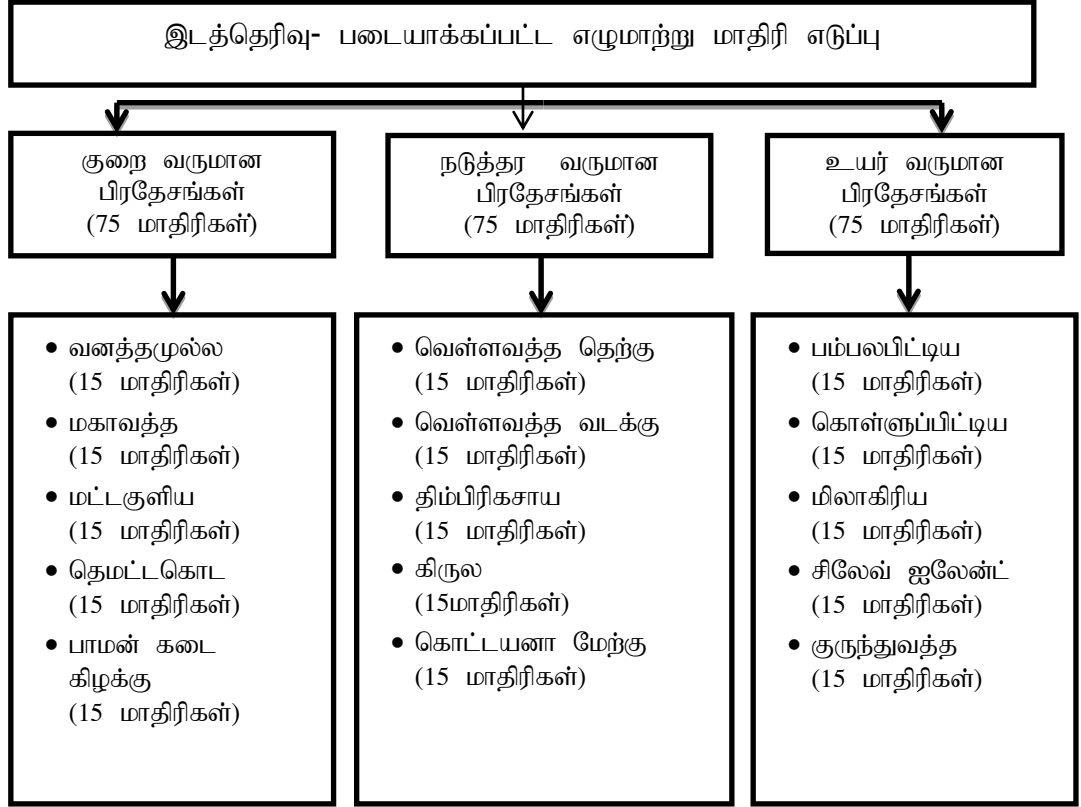 இடத்தெரிவு- படையாக்கப்பட்ட எழுமாற்று மாதிரி எடுப்பு
குறை வருமான
பிரதேசங்கள்
(75 மாதிரிகள்)
நடுத்தர வருமான
பிரதேசங்கள்
(75 மாதிரிகள்)
உயர் வருமான
பிரதேசங்கள்
(75 மாதிரிகள்)
• வனத்தமுல்ல
(15 மாதிரிகள்)
• மகாவத்த
(15 மாதிரிகள்)
• மட்டகுளிய
(15 மாதிரிகள்)
• தெமட்டகொட
(15 மாதிரிகள்)
• பாமன் கடை
கிழக்கு
(15 மாதிரிகள்)
• வெள்ளவத்த தெற்கு
(15 மாதிரிகள்)
• வெள்ளவத்த வடக்கு
(15 மாதிரிகள்)
• திம்பிரிகசாய
(15 மாதிரிகள்)
• கிருல
(15மாதிரிகள்)
• கொட்டயனா மேற்கு
(15 மாதிரிகள்)
• பம்பலபிட்டிய
(15 மாதிரிகள்)
• கொள்ளுப்பிட்டிய
(15 மாதிரிகள்)
• மிலாகிரிய
(15 மாதிரிகள்)
• சிலேவ் ஐலேன்ட்
(15 மாதிரிகள்)
• குருந்துவத்த
(15 மாதிரிகள்)